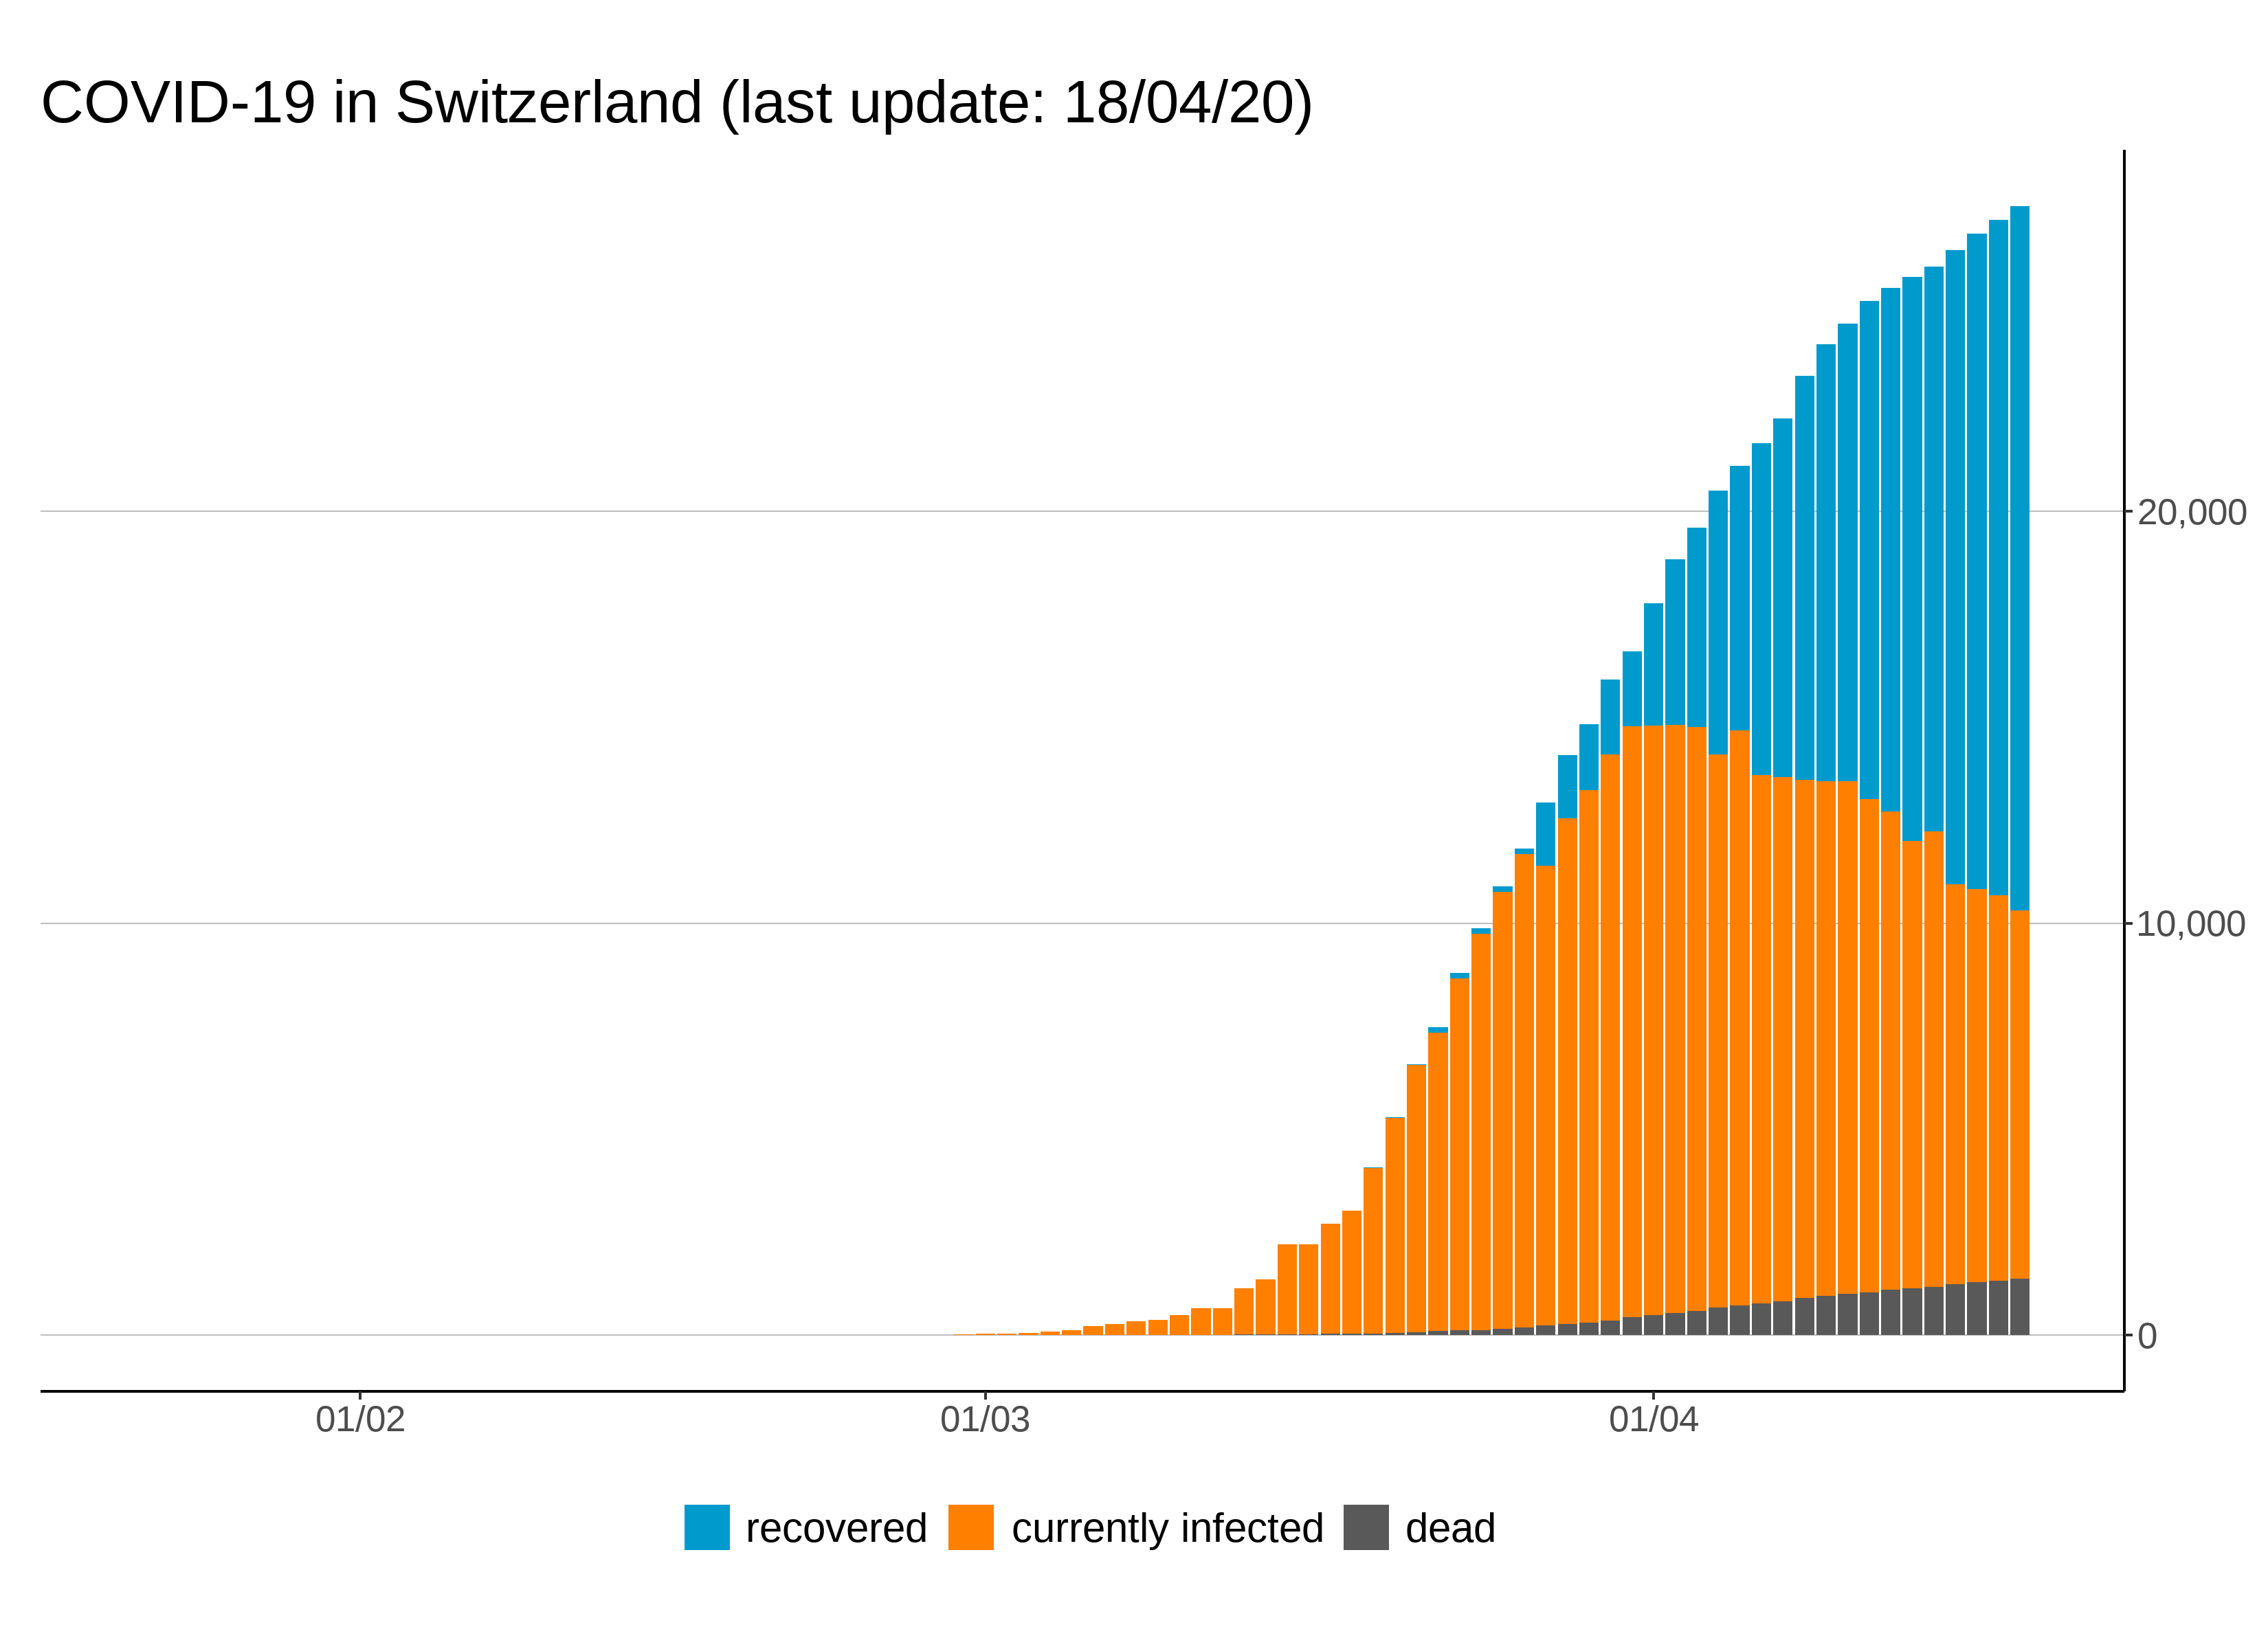 COVID-19 in Switzerland (last update: 18/04/20)
20,000
10,000
0
01/02 01/03 01/04
recovered currently infected dead